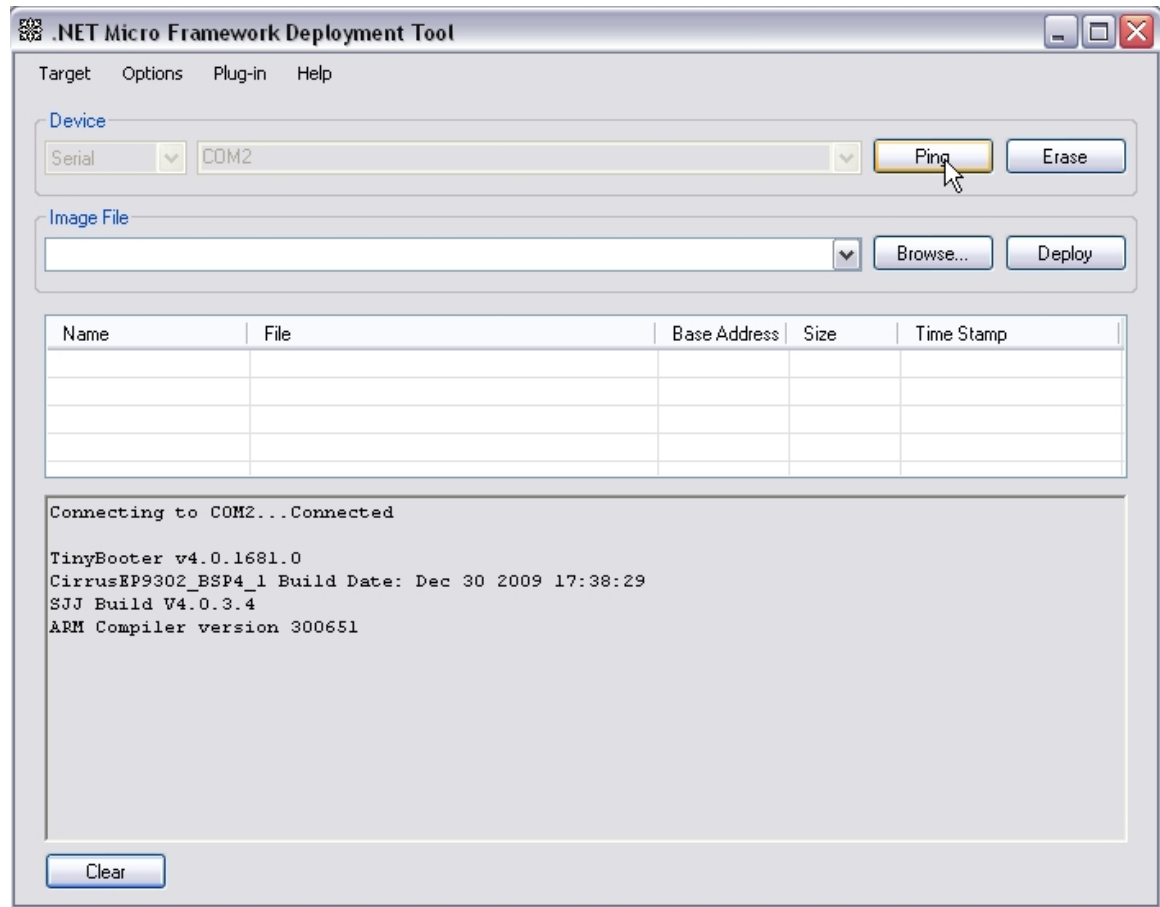 .NET Micro Framework Deployment Tool
Target Options Plug-in Help
Device
Serial COM2 Ping Erase
Image File
Browse... Deploy
Name File Base Address Size Time Stamp
Connecting to COM2...Connected
TinyBooter v4.0.1681.0
CirrusEP9302_BSP4_1 Build Date: Dec 30 2009 17:38:29
SJJ Build V4.0.3.4
ARM Compiler version 300651
Clear